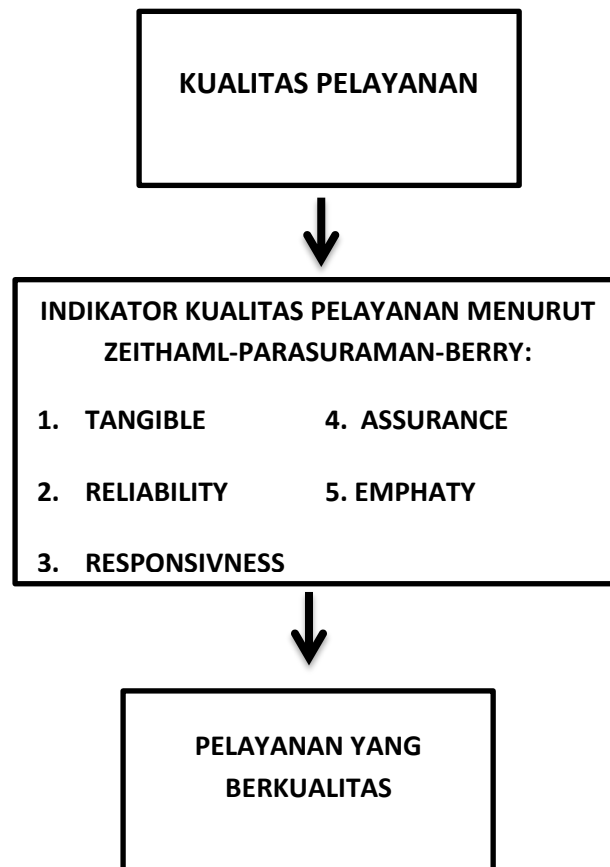 KUALITAS PELAYANAN
INDIKATOR KUALITAS PELAYANAN MENURUT
ZEITHAML-PARASURAMAN-BERRY:
1. TANGIBLE 4. ASSURANCE
2. RELIABILITY 5. EMPHATY
3. RESPONSIVNESS
PELAYANAN YANG
BERKUALITAS